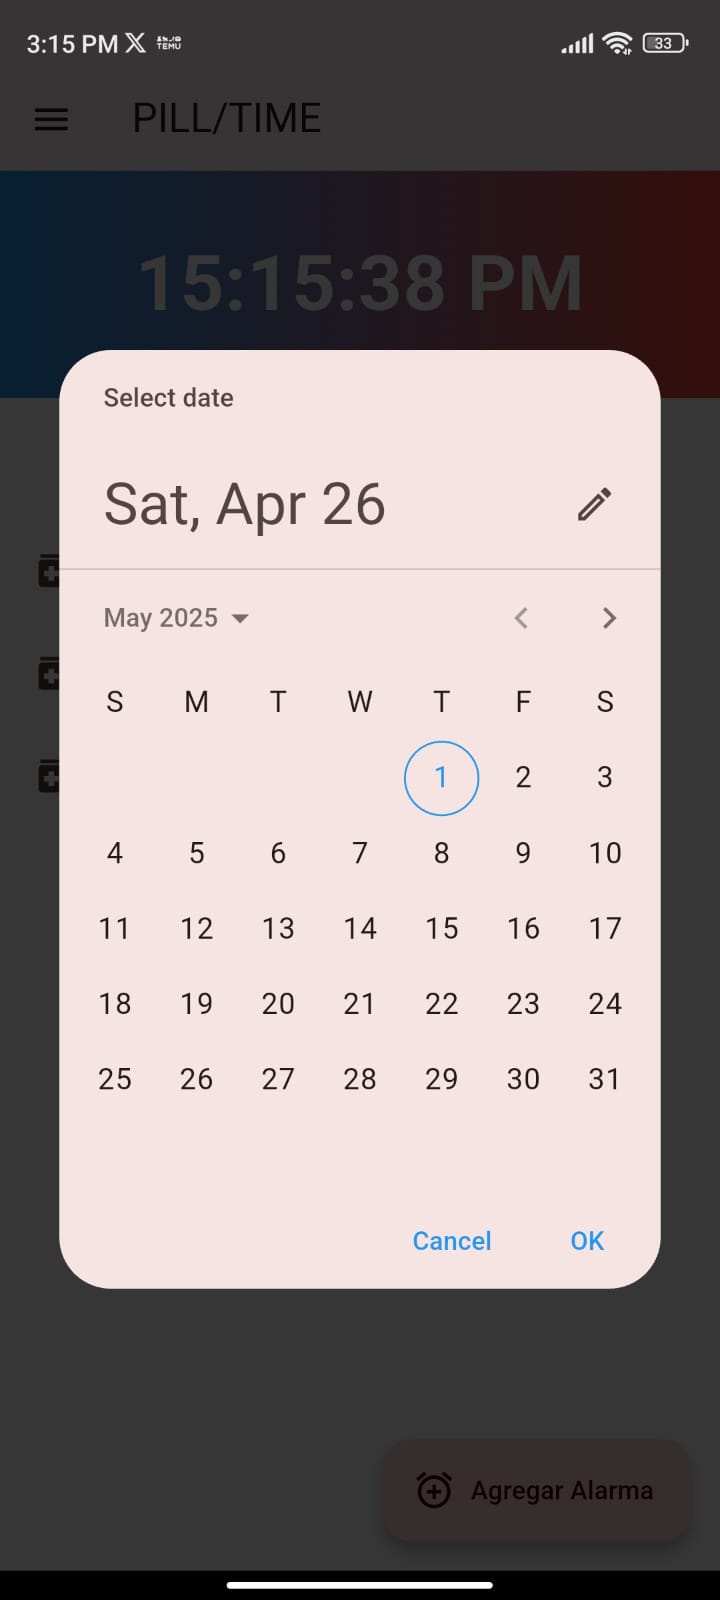 3:15 PM X TEMU 33
PILL/TIME
15:15:38 PM
Select date
Sat, Apr 26
May 2025
S M T W T F S
1 2 3
4 5 6 7 8 9 10
11 12 13 14 15 16 17
18 19 20 21 22 23 24
25 26 27 28 29 30 31
Cancel OK
Agregar Alarma